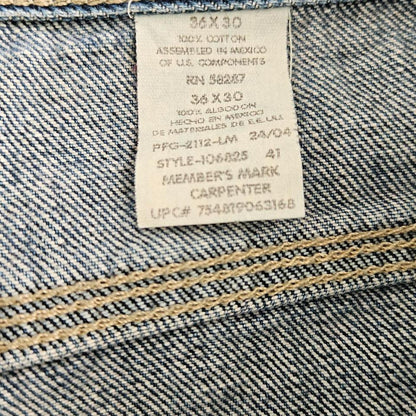 36 X 30
100% COTTON
ASSEMBLED IN MEXICO
OF U.S. COMPONENTS
RN 58287
36 X 30
100% ALGODON
HECHO EN MEXICO
DE MATERIALES DE E.E. U.U.
PFG-2112-LM 24/04
STYLE-106825 41
MEMBER'S MARK
CARPENTER
UPC# 754819063168